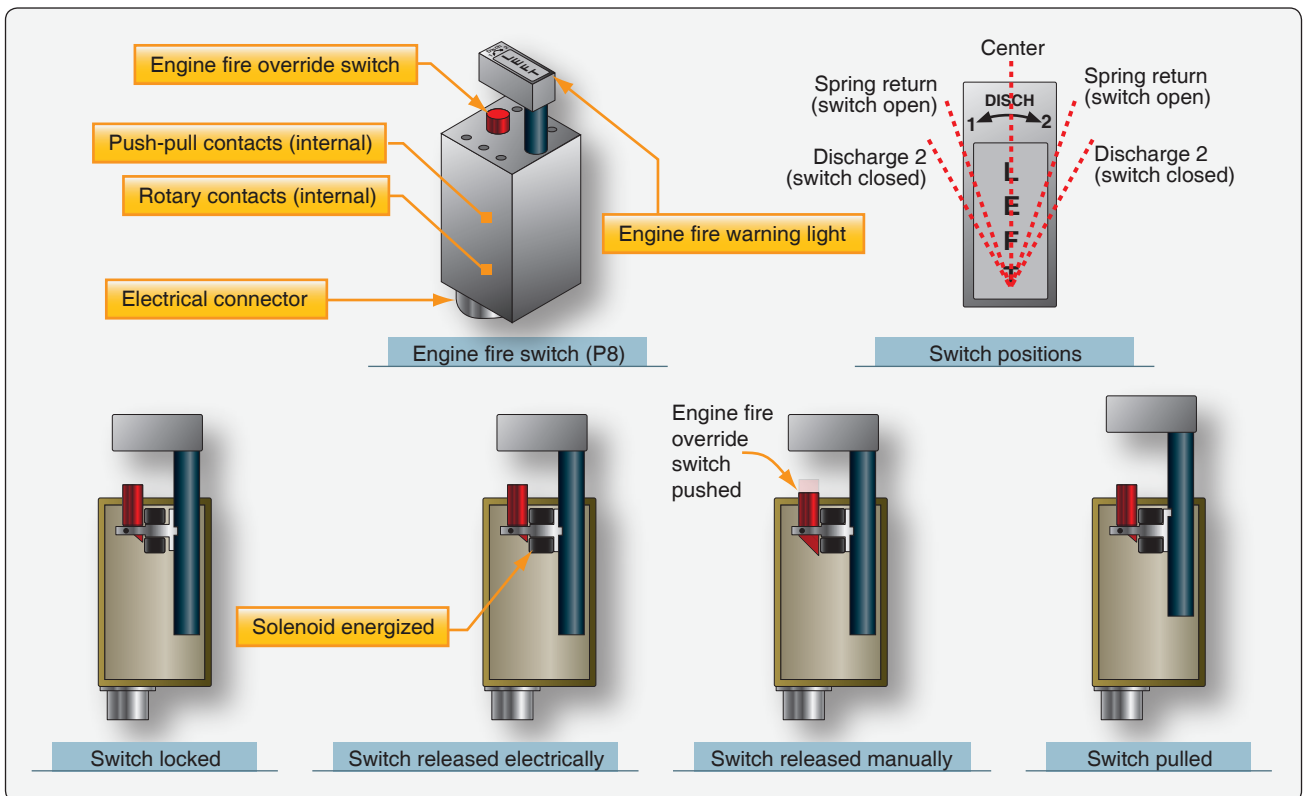 Engine fire override switch
Push-pull contacts (internal)
Rotary contacts (internal)
Electrical connector
LEFT
Engine fire warning light
Engine fire switch (P8)
Center
Spring return
(switch open)
Spring return
(switch open)
DISCH
1
2
Discharge 2
(switch closed)
Discharge 2
(switch closed)
L
E
F
T
Switch positions
Engine fire
override
switch
pushed
Solenoid energized
Switch locked
Switch released electrically
Switch released manually
Switch pulled